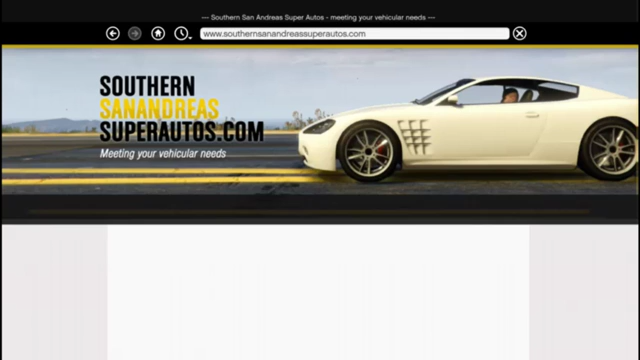 --- Southern San Andreas Super Autos - meeting your vehicular needs ---
www.southernsanandreassuperautos.com
SOUTHERN
SANANDREAS
SUPERAUTOS.COM
Meeting your vehicular needs